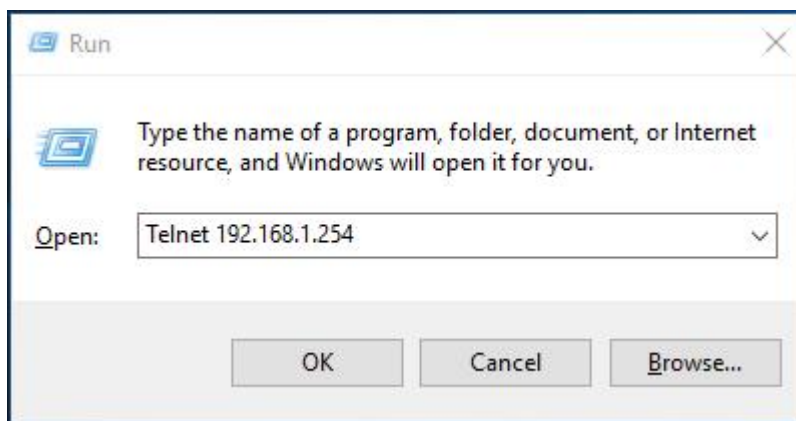 Run
Type the name of a program, folder, document, or Internet
resource, and Windows will open it for you.
Open: Telnet 192.168.1.254
OK Cancel Browse...